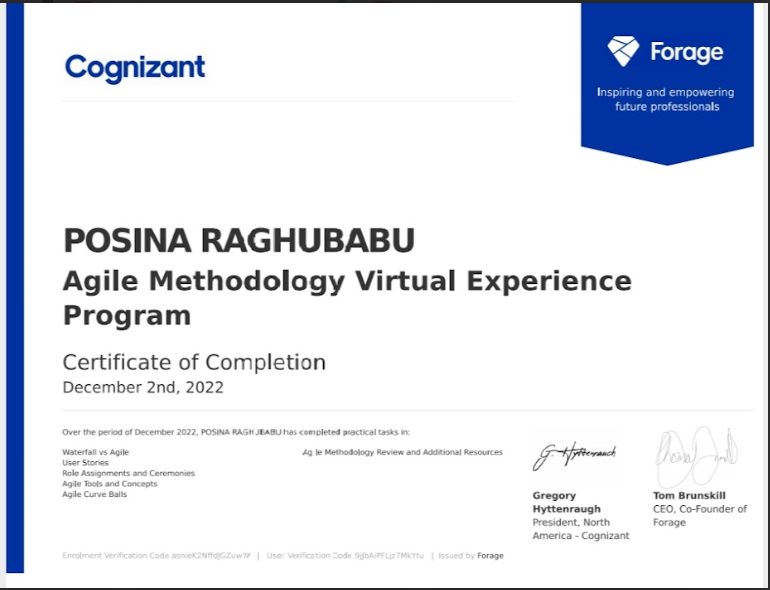 Cognizant
Forage
Inspiring and empowering
future professionals
POSINA RAGHUBABU
Agile Methodology Virtual Experience
Program
Certificate of Completion
December 2nd, 2022
Over the period of December 2022, POSINA RAGHUBABU has completed practical tasks in:
Waterfall vs Agile
User Stories
Role Assignments and Ceremonies
Agile Tools and Concepts
Agile Curve Balls
Agile Methodology Review and Additional Resources
G. Hyttenrauch
Gregory
Hyttenraugh
President, North
America - Cognizant
Tom Brunskill
CEO, Co-Founder of
Forage
Enrolment Verification Code | User Verification Code | Issued by Forage